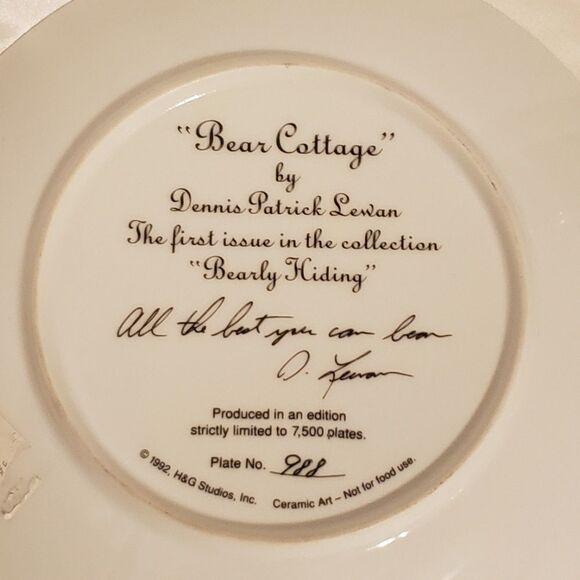 "Bear Cottage"
by
Dennis Patrick Lewan
The first issue in the collection
"Bearly Hiding"
All the best you can bear
D. Lewan
Produced in an edition
strictly limited to 7,500 plates.
Plate No. 988
© 1992, H&G Studios, Inc. Ceramic Art – Not for food use.